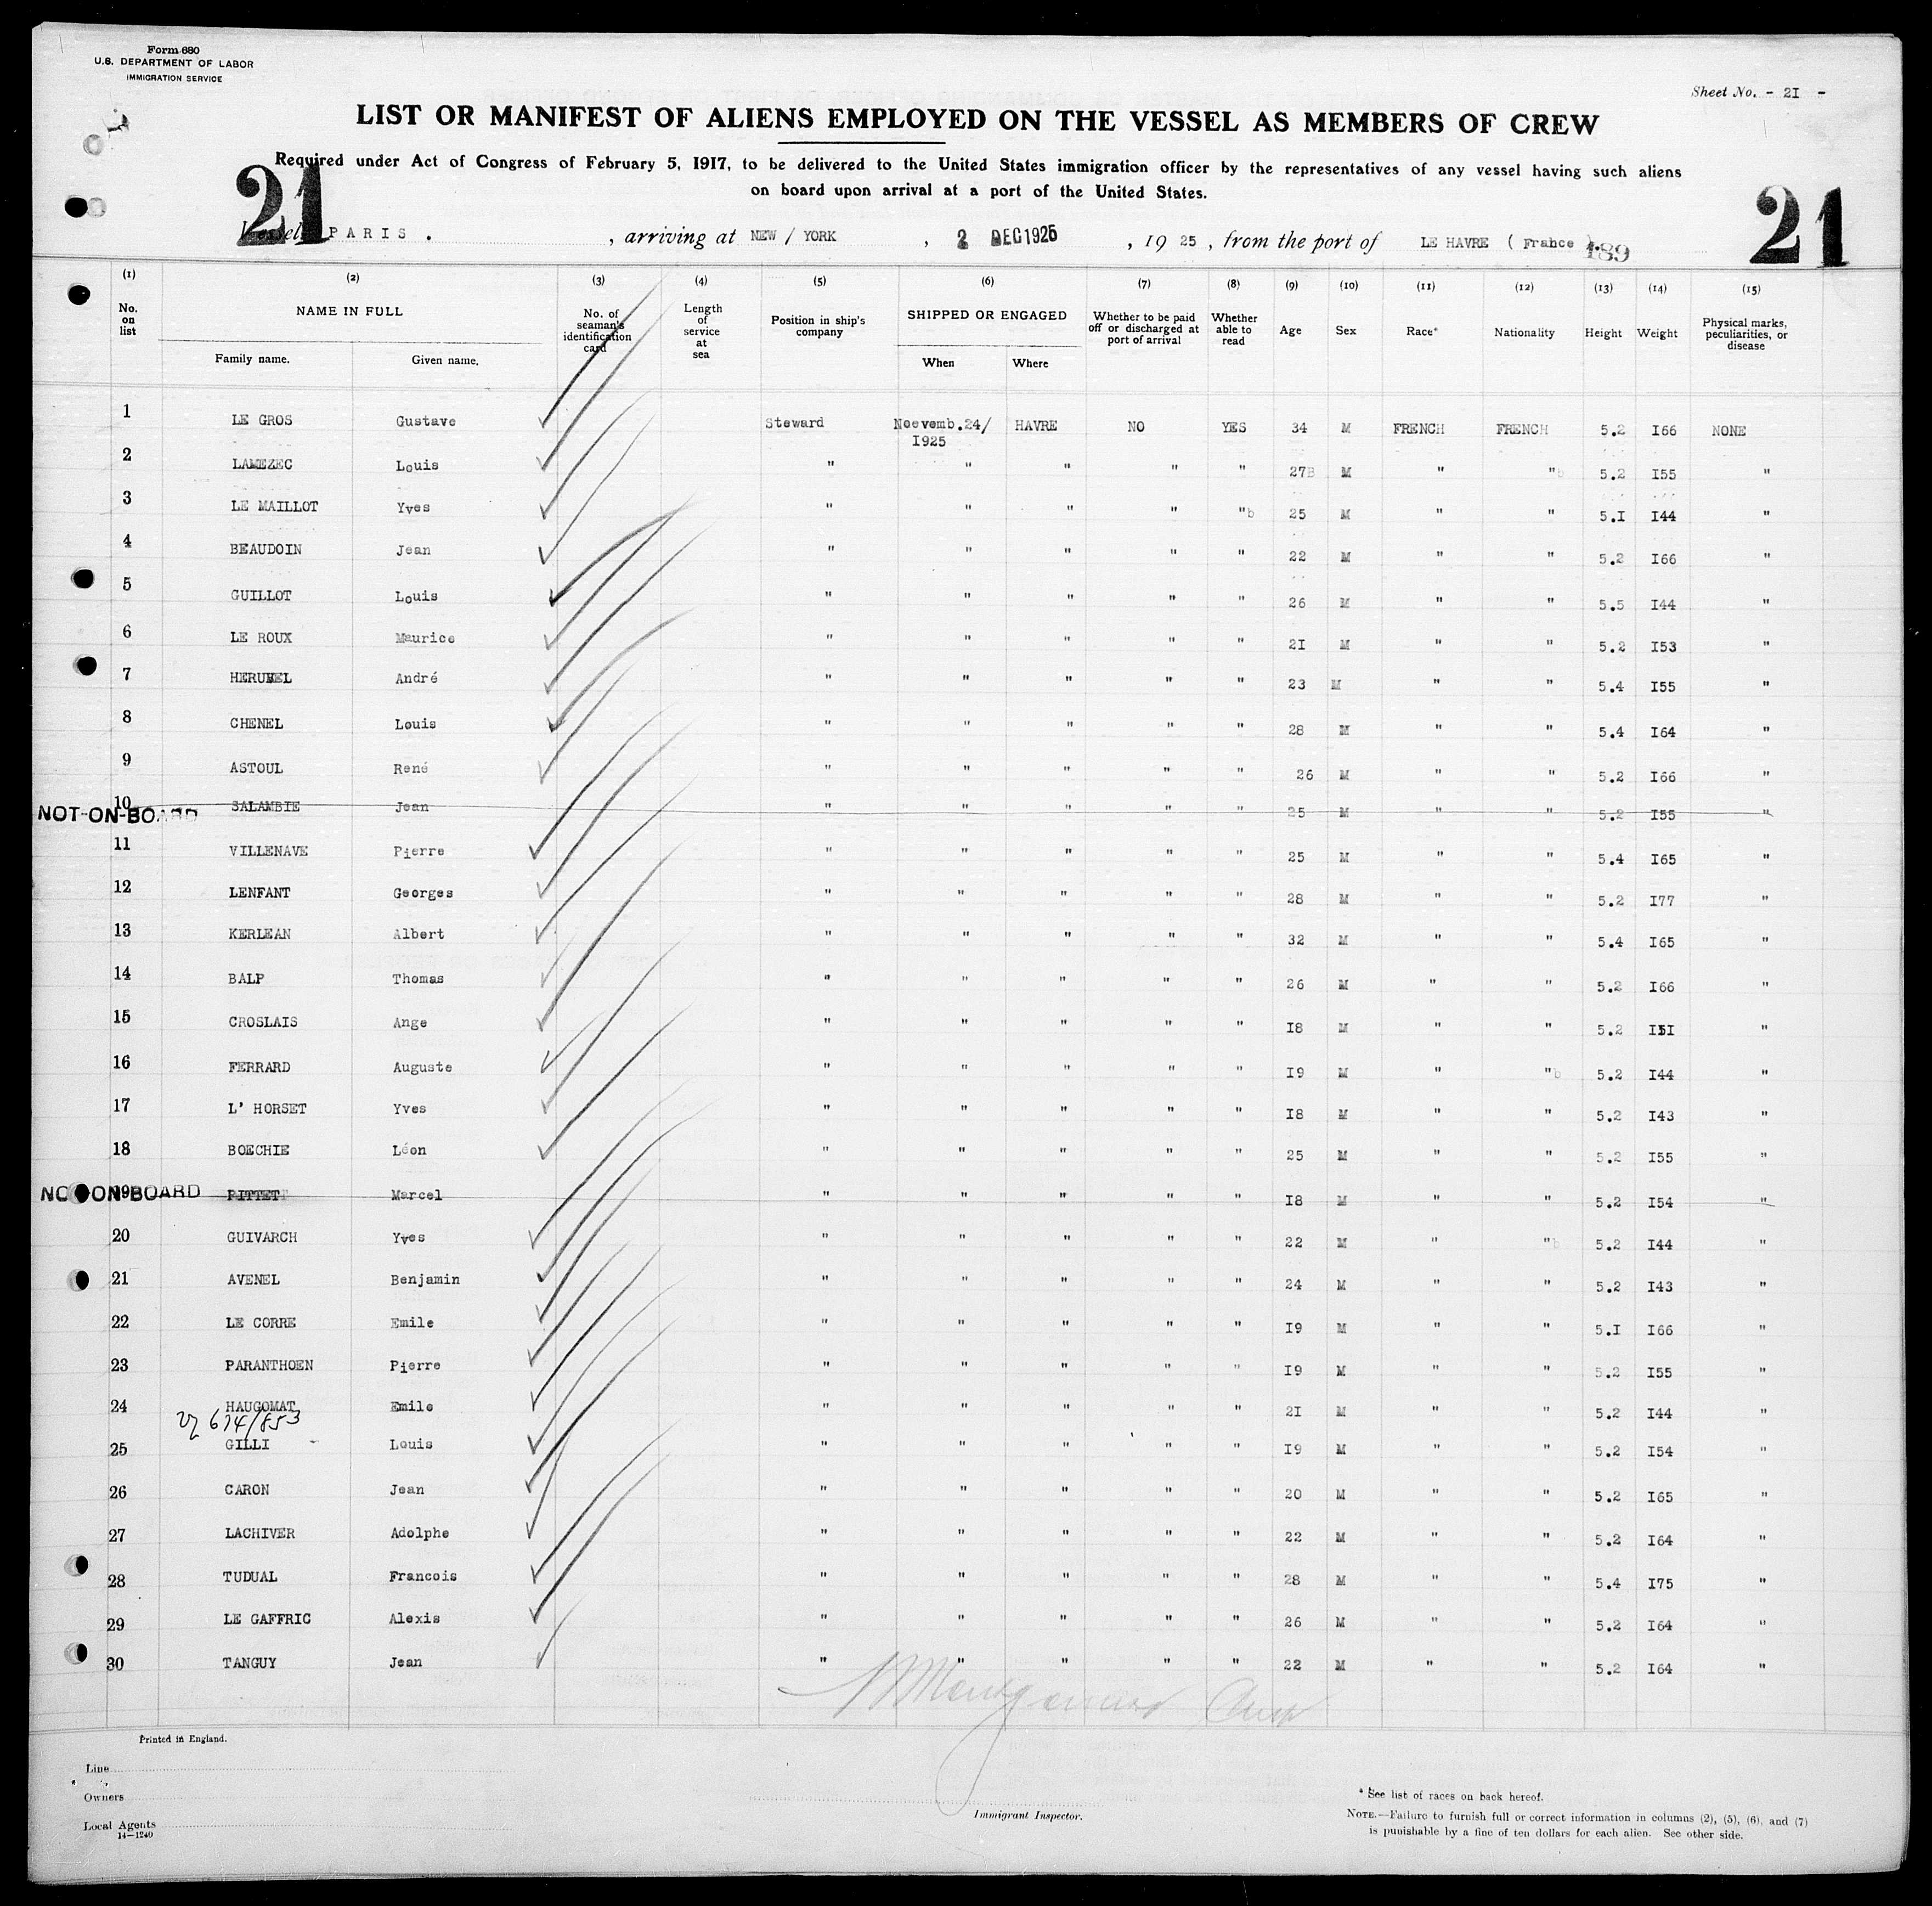 Form 680
U.S. DEPARTMENT OF LABOR
IMMIGRATION SERVICE
Sheet No. - 2I -
LIST OR MANIFEST OF ALIENS EMPLOYED ON THE VESSEL AS MEMBERS OF CREW
Required under Act of Congress of February 5, 1917, to be delivered to the United States immigration officer by the representatives of any vessel having such aliens
on board upon arrival at a port of the United States.
21 21
Vessel PARIS . , arriving at NEW / YORK , 2 DEC 1925 , 19 25 , from the port of LE HAVRE ( France ). 189
(1) (2) (3) (4) (5) (6) (7) (8) (9) (10) (11) (12) (13) (14) (15)
No. on list NAME IN FULL Family name. Given name. No. of seaman's identification card Length of service at sea Position in ship's company SHIPPED OR ENGAGED When Where Whether to be paid off or discharged at port of arrival Whether able to read Age Sex Race* Nationality Height Weight Physical marks, peculiarities, or disease
1 LE GROS Gustave Steward Noevemb.24/ I925 HAVRE NO YES 34 M FRENCH FRENCH 5.2 I66 NONE
2 LAMEZEC Louis " " " " " 27B M " "b 5.2 I55 "
3 LE MAILLOT Yves " " " " "b 25 M " " 5.I I44 "
4 BEAUDOIN Jean " " " " " 22 M " " 5.2 I66 "
5 GUILLOT Louis " " " " " 26 M " " 5.5 I44 "
6 LE ROUX Maurice " " " " " 2I M " " 5.2 I53 "
7 André " " " " " 23 M " " 5.4 I55 "
8 CHENEL Louis " " " " " 28 M " " 5.4 I64 "
9 ASTOUL René " " " " " 26 M " " 5.2 I66 "
NOT-ON-BOARD 10 SALAMBIE Jean " " " " " 25 M " " 5.2 I55 "
11 VILLENAVE Pierre " " " " " 25 M " " 5.4 I65 "
12 LENFANT Georges " " " " " 28 M " " 5.2 I77 "
13 KERLEAN Albert " " " " " 32 M " " 5.4 I65 "
14 BALP Thomas " " " " " 26 M " " 5.2 I66 "
15 CROSLAIS Ange " " " " " I8 M " " 5.2 "
16 FERRARD Auguste " " " " " I9 M " "b 5.2 I44 "
17 L' HORSET Yves " " " " " I8 M " " 5.2 I43 "
18 BOECHIE Léon " " " " " 25 M " " 5.2 I55 "
NOT-ON-BOARD 19 PITTET Marcel " " " " " I8 M " " 5.2 I54 "
20 GUIVARCH Yves " " " " " 22 M " "b 5.2 I44 "
21 AVENEL Benjamin " " " " " 24 M " " 5.2 I43 "
22 LE CORRE Emile " " " " " I9 M " " 5.I I66 "
23 PARANTHOEN Pierre " " " " " I9 M " " 5.2 I55 "
24 HAUGOMAT Emile " " " " " 2I M " " 5.2 I44 "
674/853
25 GILLI - Louis " " " " " I9 M " " 5.2 I54 "
26 CARON Jean " " " " " 20 M " " 5.2 I65 "
27 LACHIVER Adolphe " " " " " 22 M " " 5.2 I64 "
28 TUDUAL Francois " " " " " 28 M " " 5.4 I75 "
29 LE GAFFRIC Alexis " " " " " 26 M " " 5.2 I64 "
30 TANGUY Jean " " " " " 22 M " " 5.2 I64 "
Printed in England.
Line
Owners
Local Agents
14-1240
Immigrant Inspector.
* See list of races on back hereof.
NOTE.—Failure to furnish full or correct information in columns (2), (5), (6), and (7)
is punishable by a fine of ten dollars for each alien. See other side.